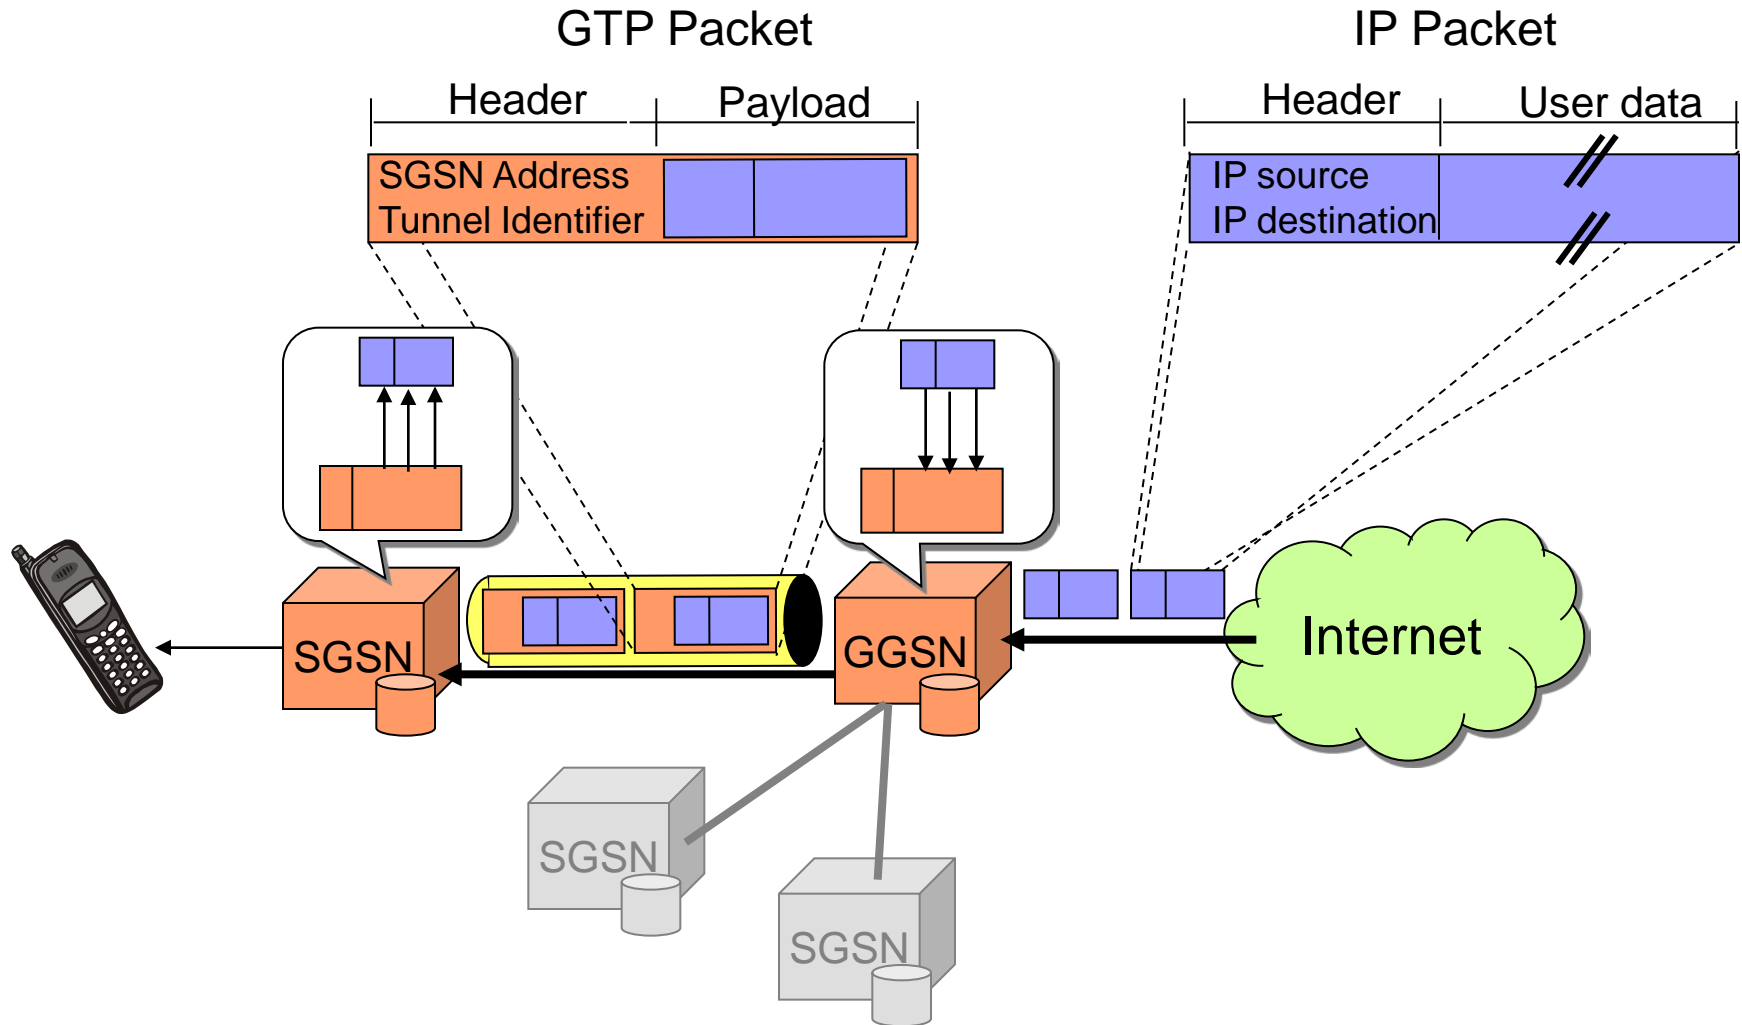 GTP Packet
IP Packet
Header
Payload
Header
User data
SGSN Address
Tunnel Identifier
IP source
IP destination
SGSN
GGSN
Internet
SGSN
SGSN